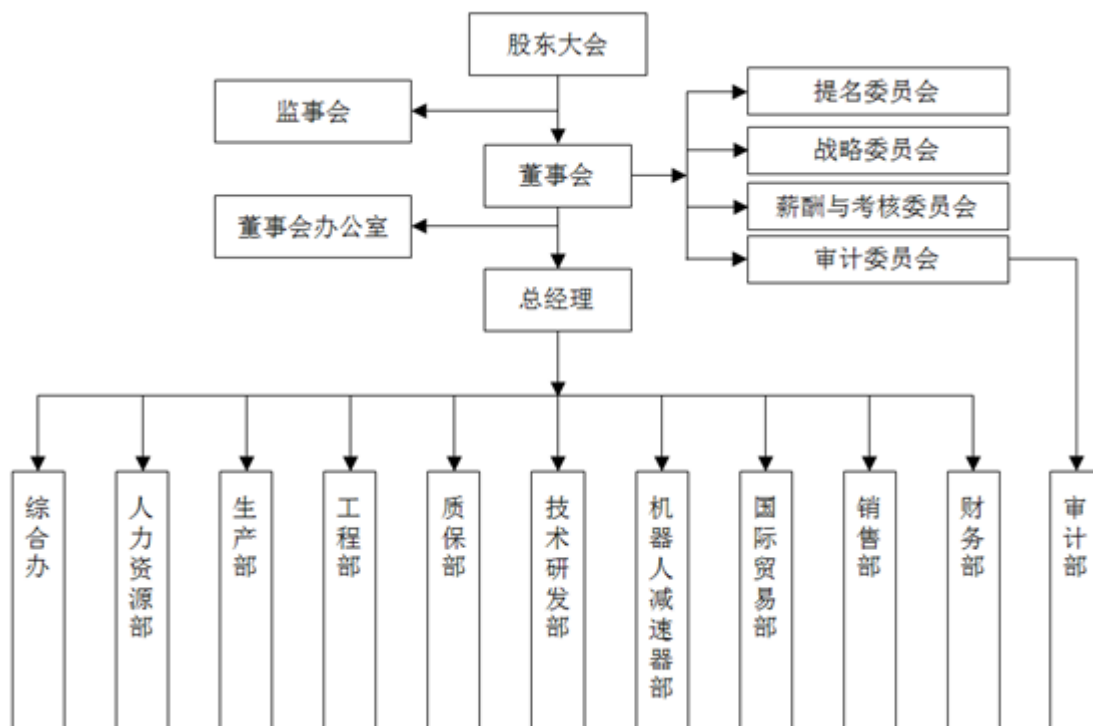 股东大会
监事会
提名委员会
战略委员会
董事会
薪酬与考核委员会
董事会办公室
审计委员会
总经理
综合办
人力资源部
生产部
工程部
质保部
技术研发部
机器人减速器部
国际贸易部
销售部
财务部
审计部